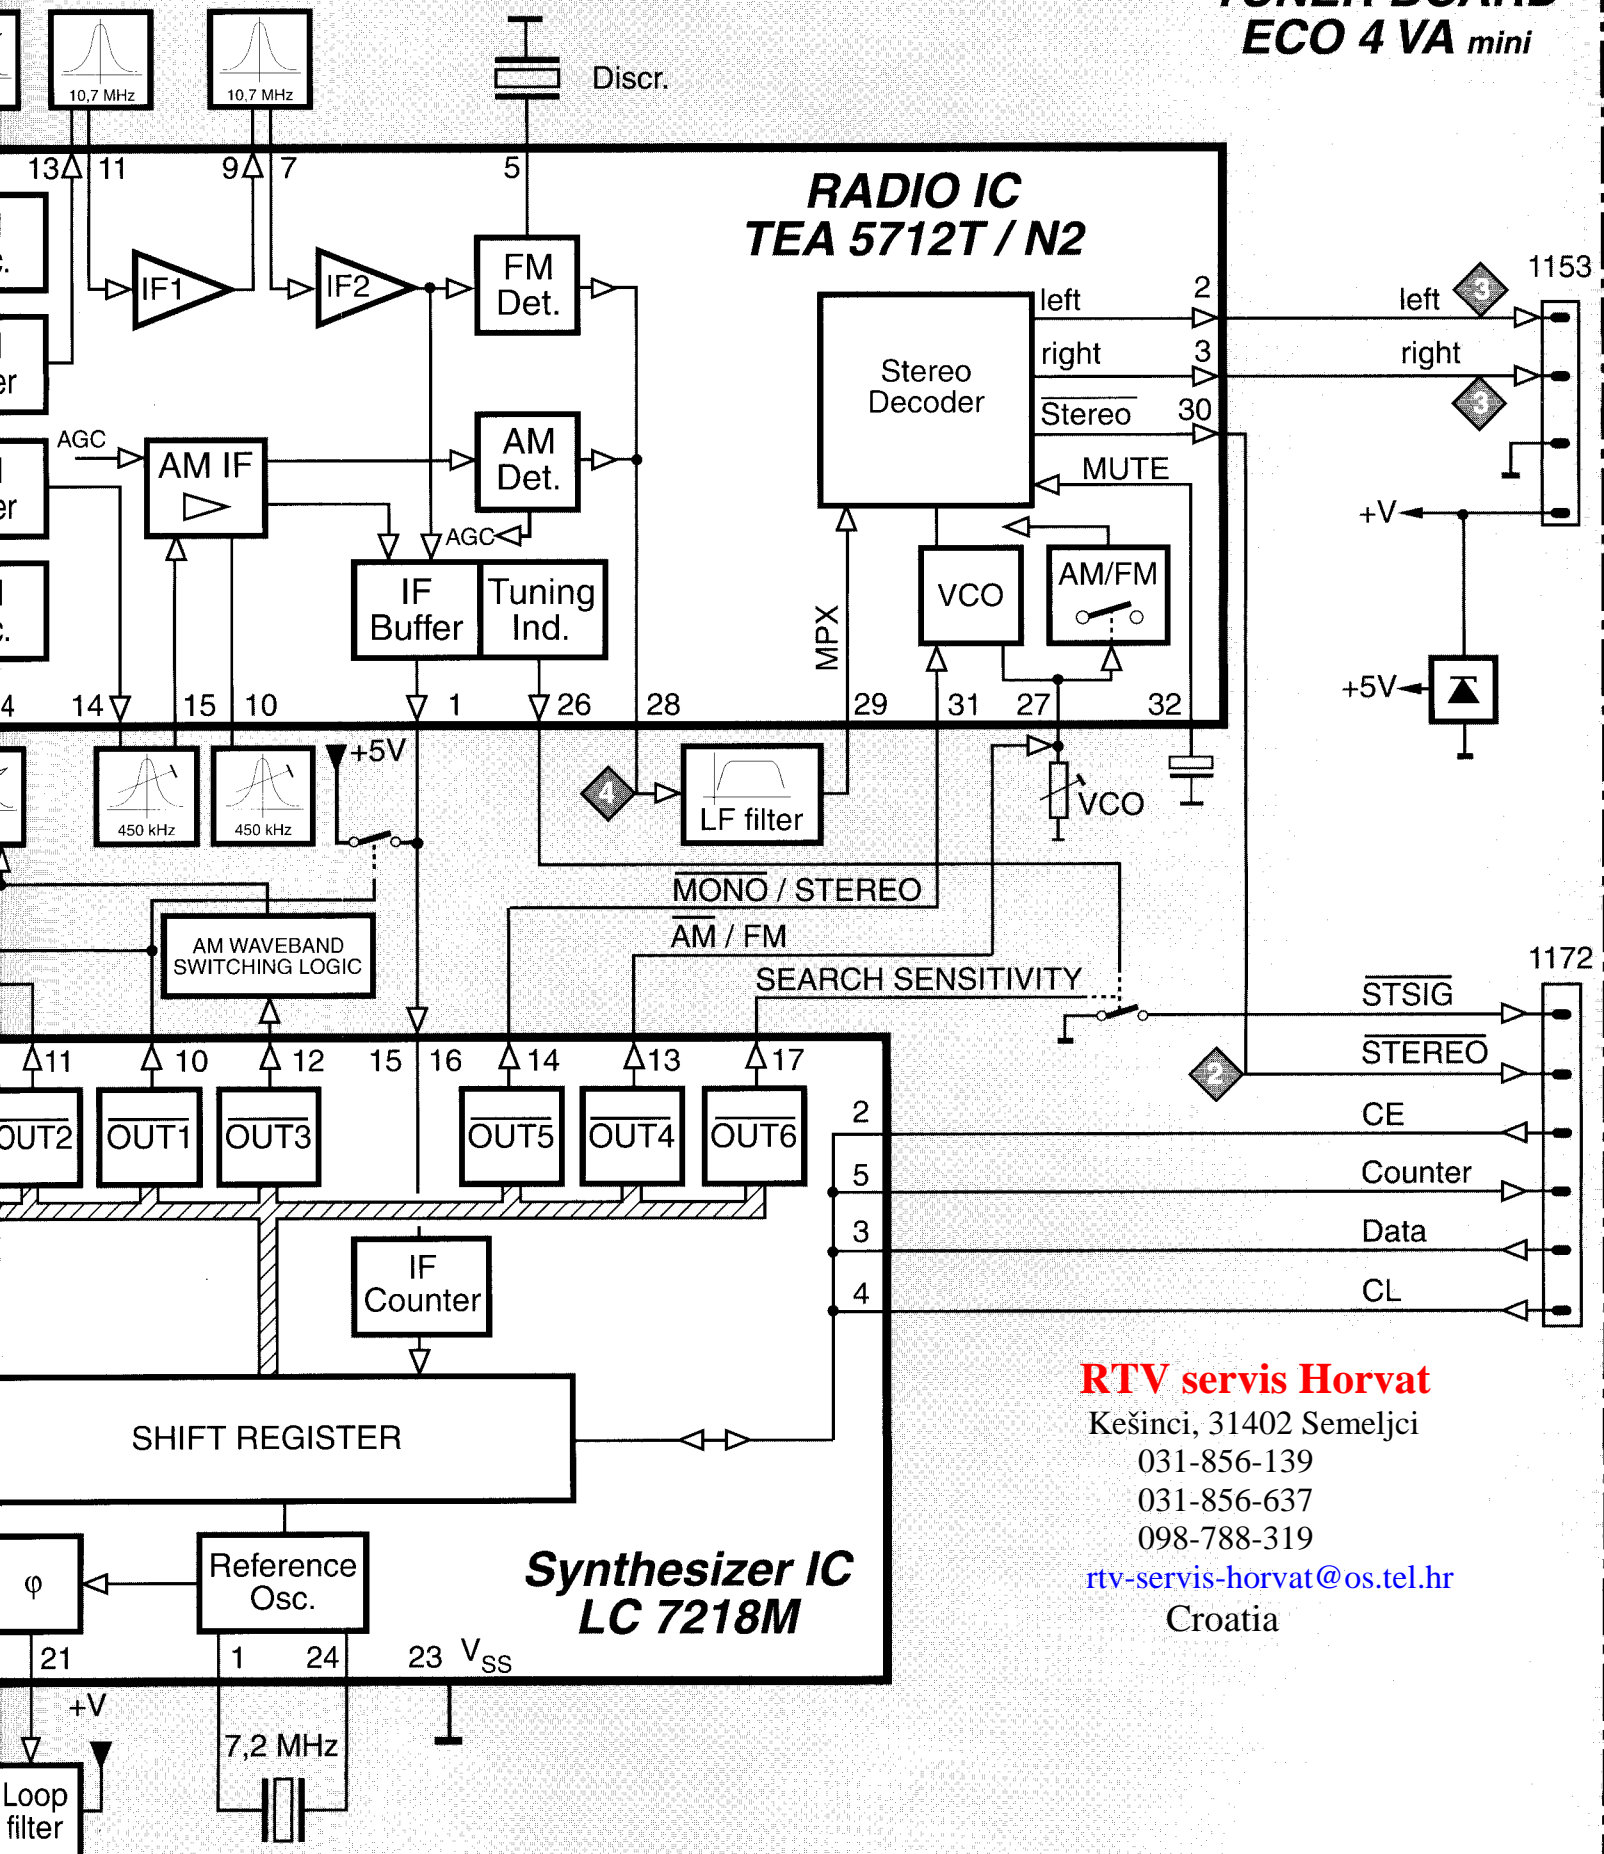 TUNER BOARD
ECO 4 VA mini
10,7 MHz
10,7 MHz
Discr.
13 11 9 7 5
RADIO IC
TEA 5712T / N2
IF1
IF2
FM
Det.
1153
2
left
left
3
3
right
right
3
Stereo
Decoder
Stereo
30
MUTE
AGC
AM IF
AM
Det.
AGC
+V
IF
Buffer
Tuning
Ind.
MPX
VCO
AM/FM
+5V
4 14 15 10 1 26 28 29 31 27 32
+5V
450 kHz
450 kHz
4
LF filter
VCO
MONO / STEREO
AM / FM
AM WAVEBAND
SWITCHING LOGIC
SEARCH SENSITIVITY
1172
STSIG
STEREO
2
11 10 12 15 16 14 13 17
OUT2
OUT1
OUT3
OUT5
OUT4
OUT6
2
CE
5
Counter
3
Data
4
CL
IF
Counter
SHIFT REGISTER
RTV servis Horvat
Kešinci, 31402 Semeljci
031-856-139
031-856-637
098-788-319
rtv-servis-horvat@os.tel.hr
Croatia
φ
Reference
Osc.
Synthesizer IC
LC 7218M
21 1 24 23 VSS
+V
7,2 MHz
Loop
filter